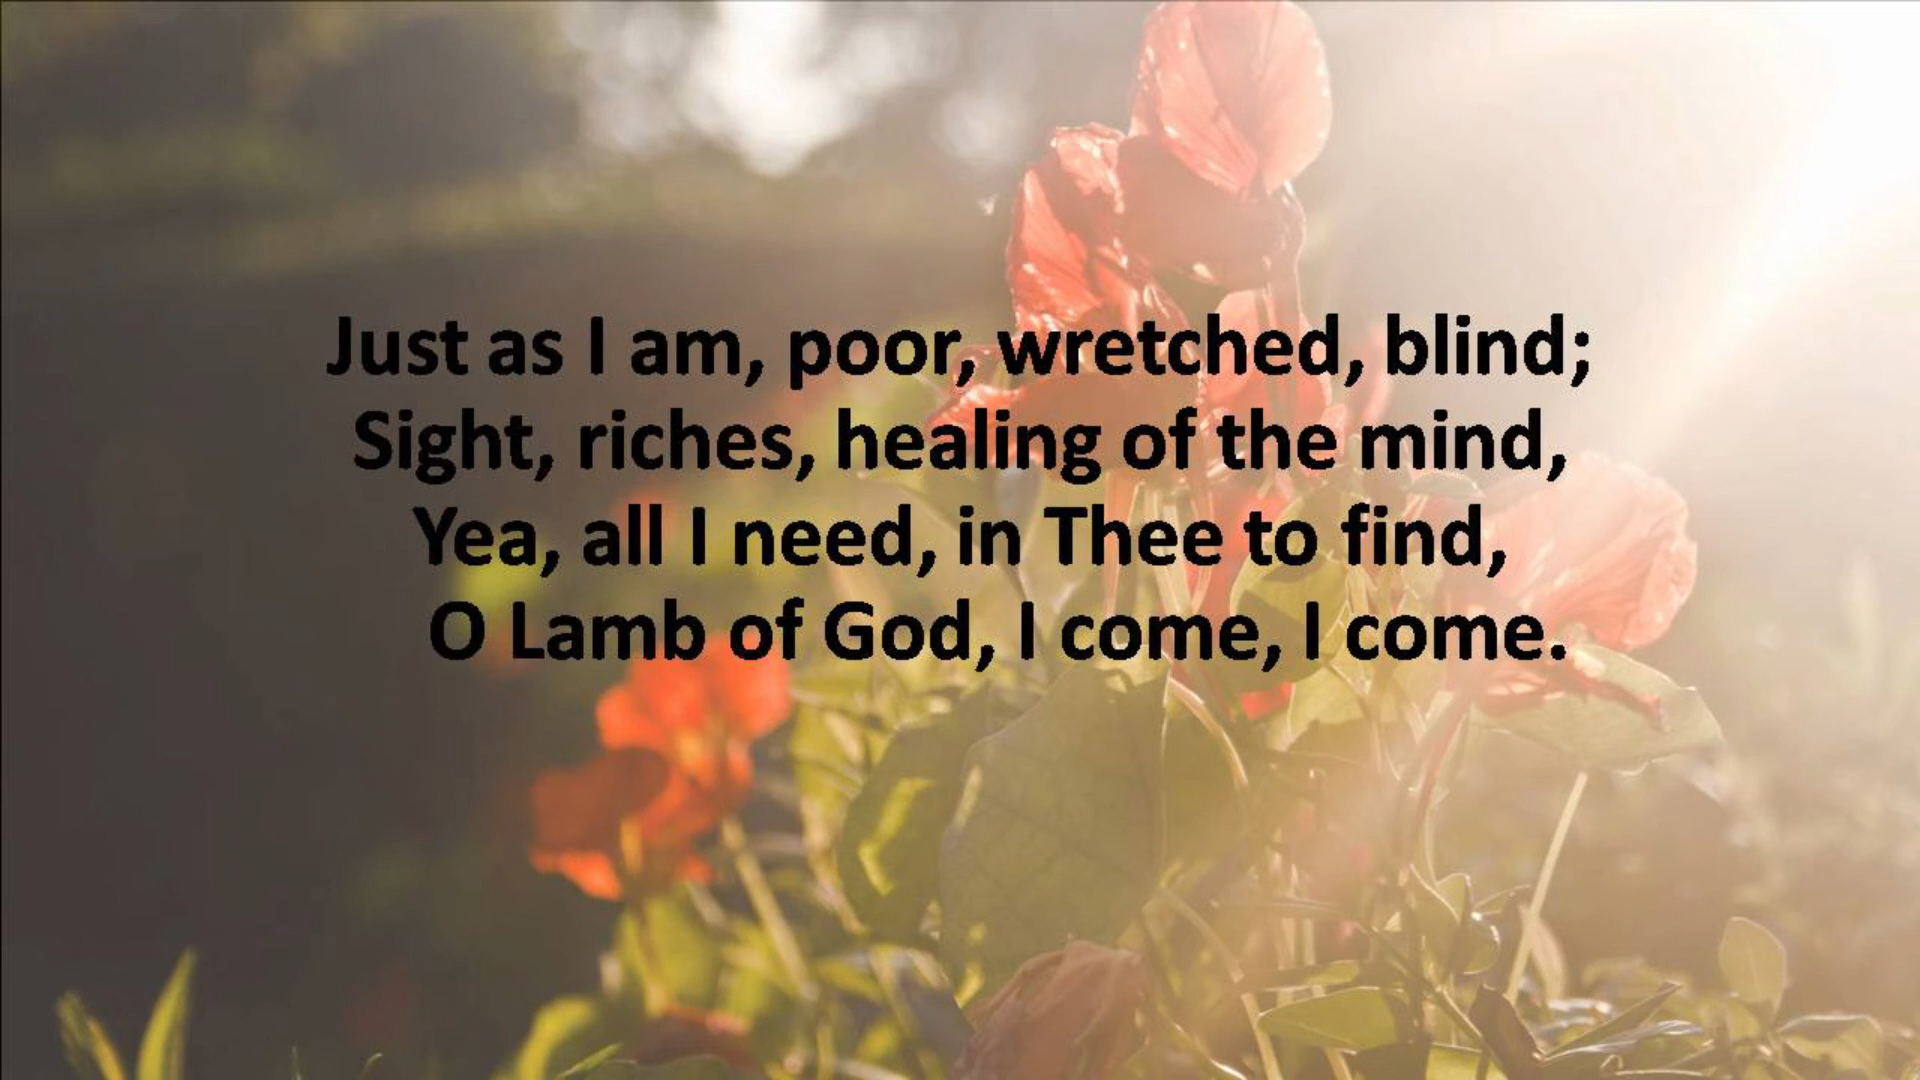 Just as I am, poor, wretched, blind;
Sight, riches, healing of the mind,
Yea, all I need, in Thee to find,
O Lamb of God, I come, I come.